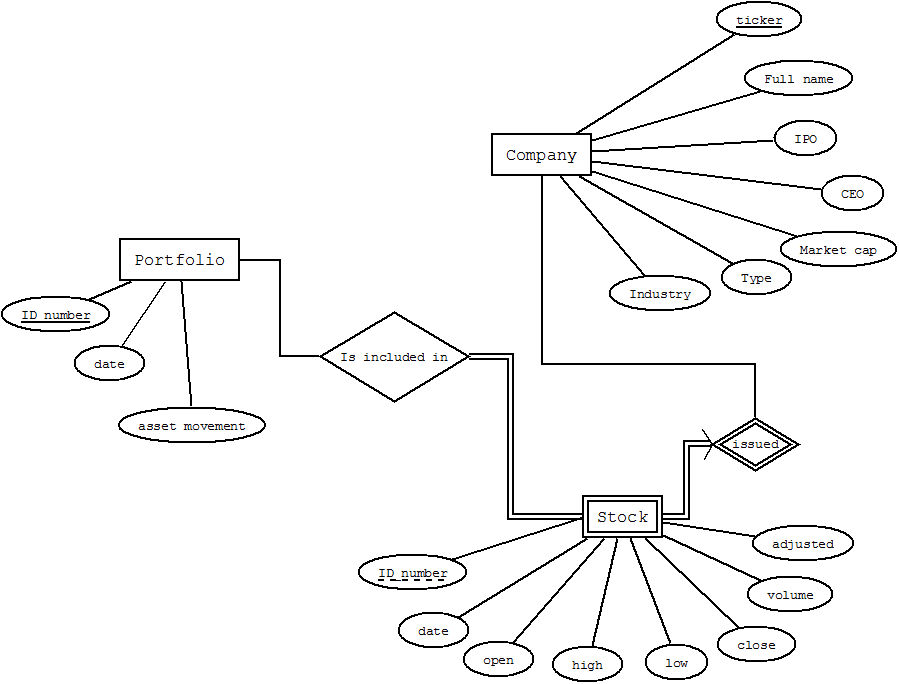 ticker
Full name
IPO
Company
CEO
Market cap
Portfolio
Type
Industry
ID number
Is included in
date
asset movement
issued
Stock
adjusted
ID number
volume
date
close
open
high
low